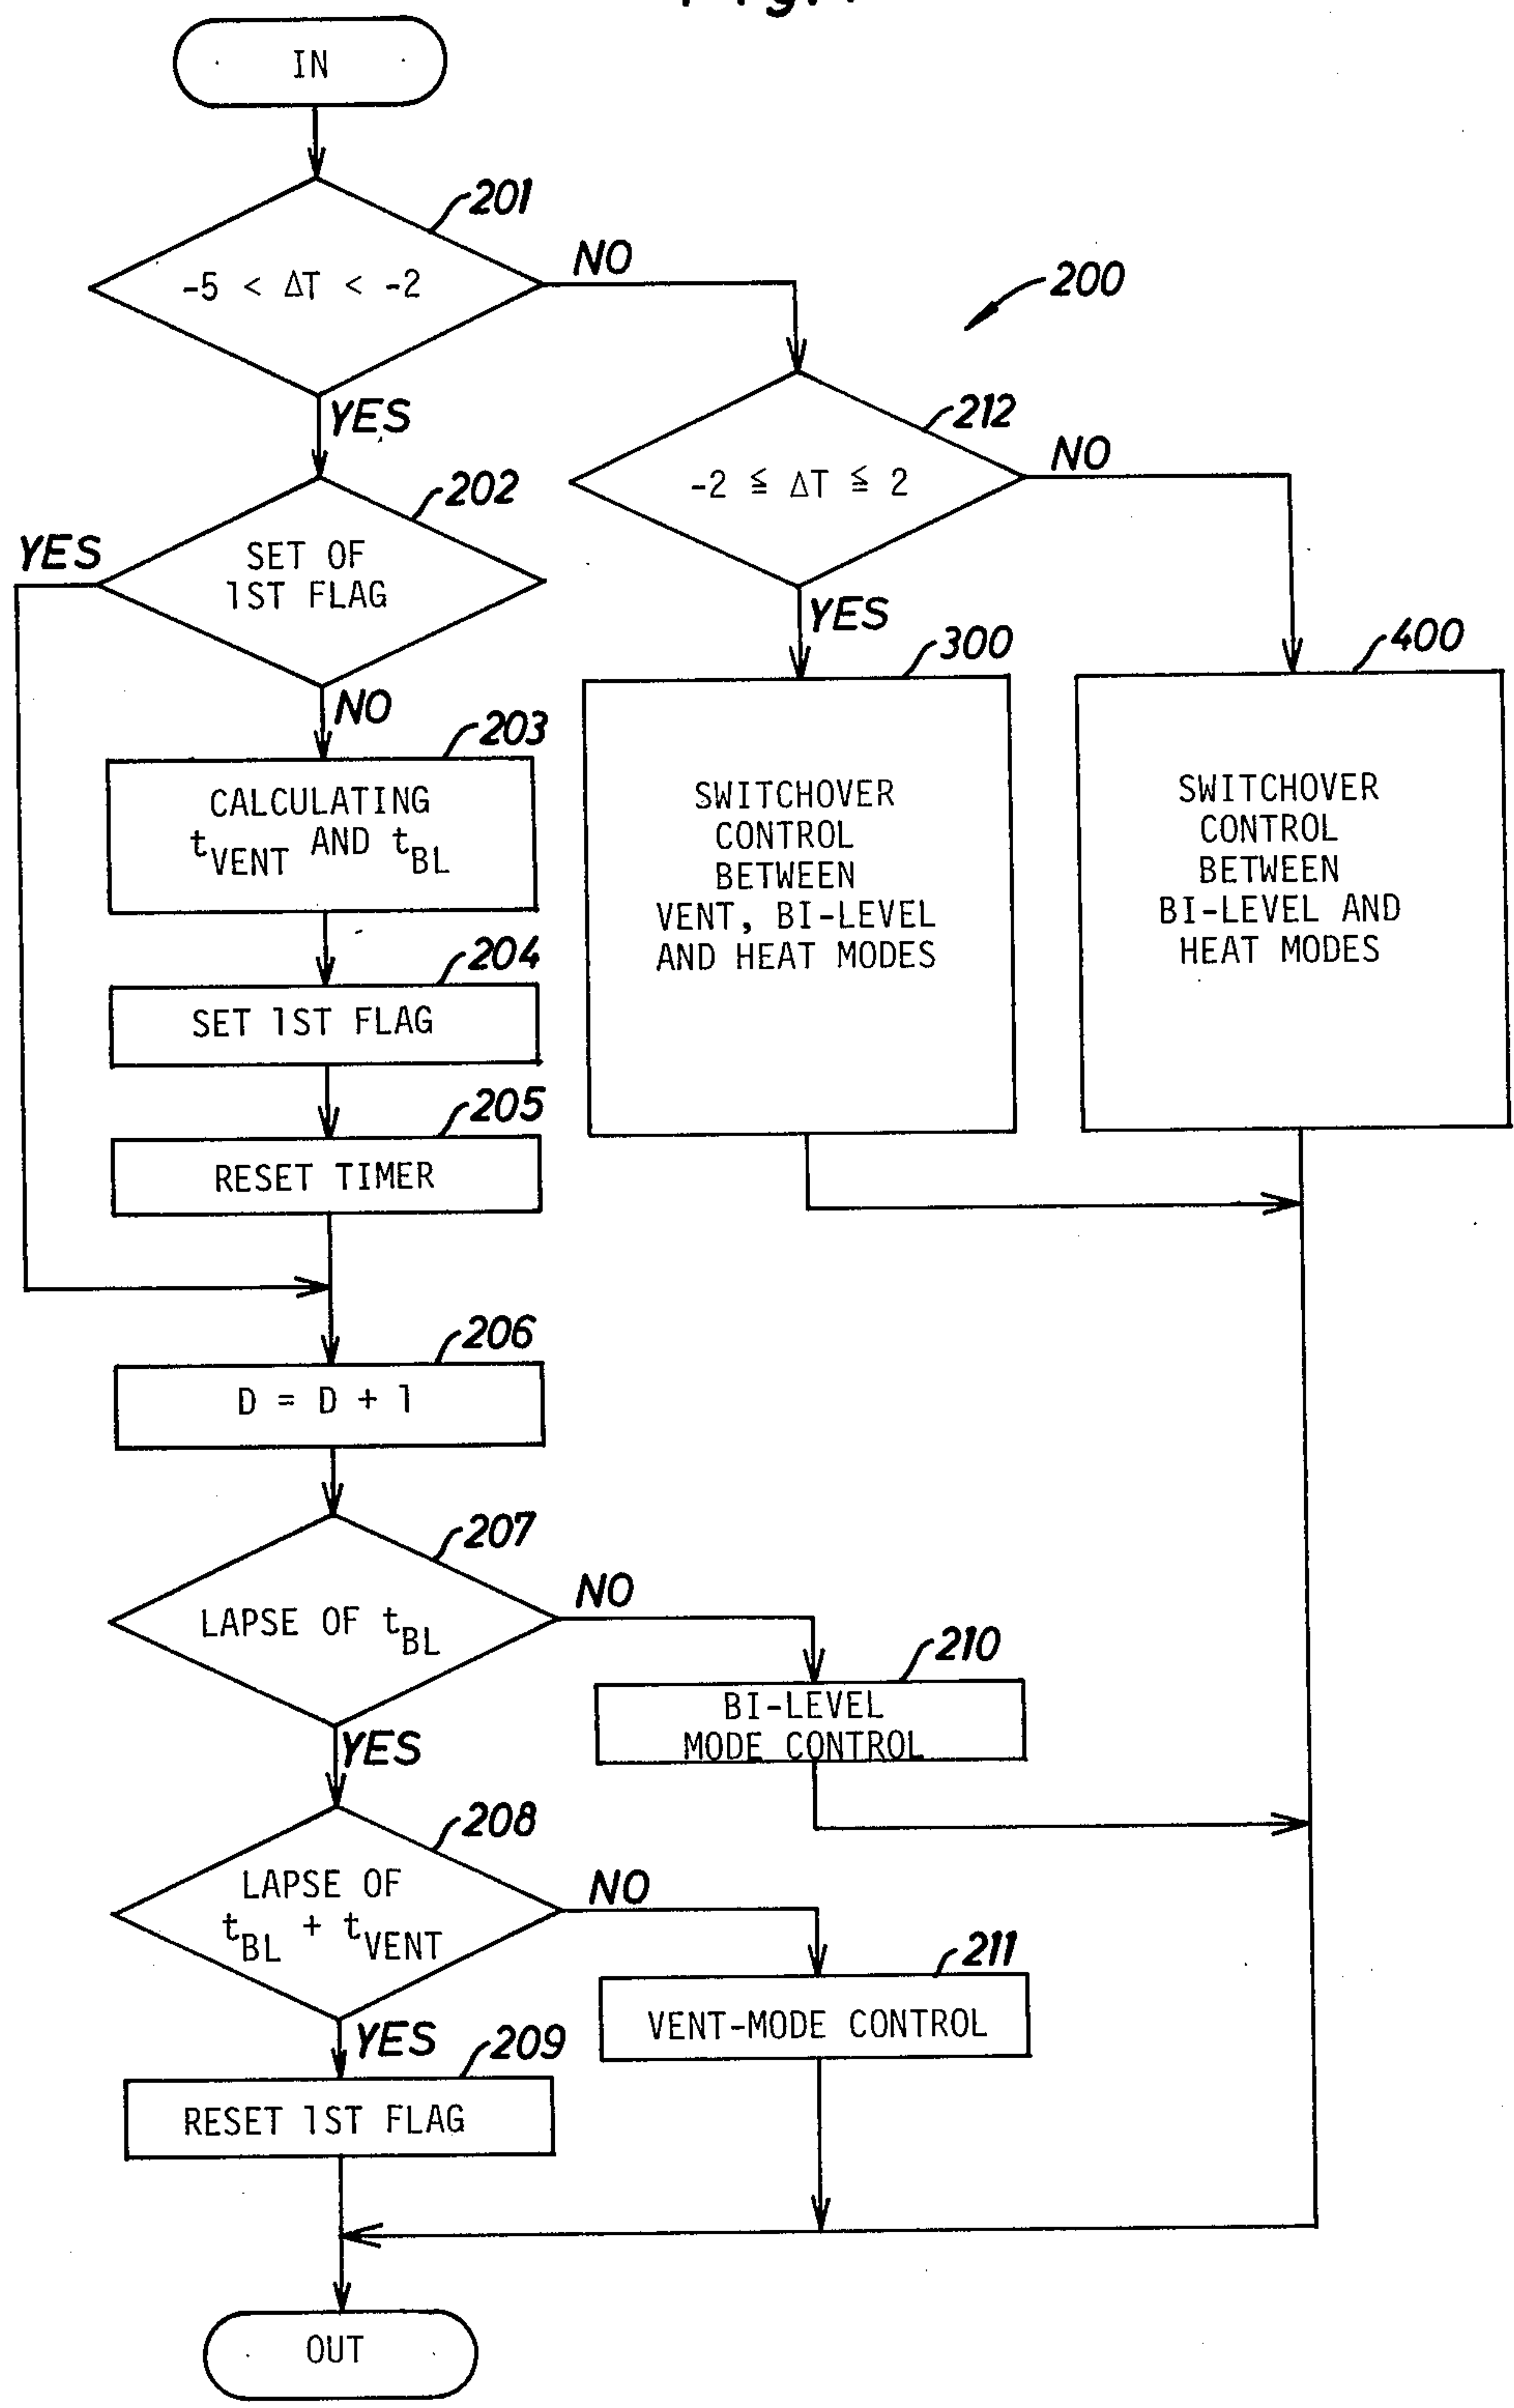 IN
201
-5 < ΔT < -2
NO
200
YES
212
-2 ≦ ΔT ≦ 2
NO
202
YES
SET OF
1ST FLAG
YES
300
400
NO
203
CALCULATING
tVENT AND tBL
SWITCHOVER
CONTROL
BETWEEN
VENT, BI-LEVEL
AND HEAT MODES
SWITCHOVER
CONTROL
BETWEEN
BI-LEVEL AND
HEAT MODES
204
SET 1ST FLAG
205
RESET TIMER
206
D = D + 1
207
LAPSE OF tBL
NO
210
BI-LEVEL
MODE CONTROL
YES
208
LAPSE OF
tBL + tVENT
NO
211
VENT-MODE CONTROL
YES
209
RESET 1ST FLAG
OUT